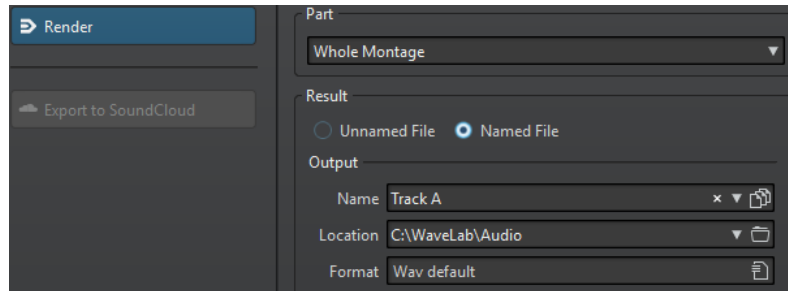 Render
Export to SoundCloud
Part
Whole Montage
Result
Unnamed File Named File
Output
Name Track A
Location C:\WaveLab\Audio
Format Wav default